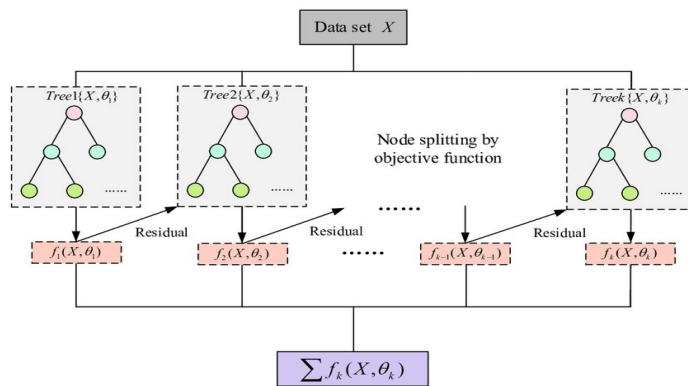 Data set X
Tree1{X,θ₁}
Tree2{X,θ₂}
Treek{X,θₖ}
Node splitting by
objective function
......
......
......
......
Residual
Residual
Residual
f₁(X,θ₁)
f₂(X,θ₂)
......
fₖ₋₁(X,θₖ₋₁)
fₖ(X,θₖ)
∑ fₖ(X,θₖ)